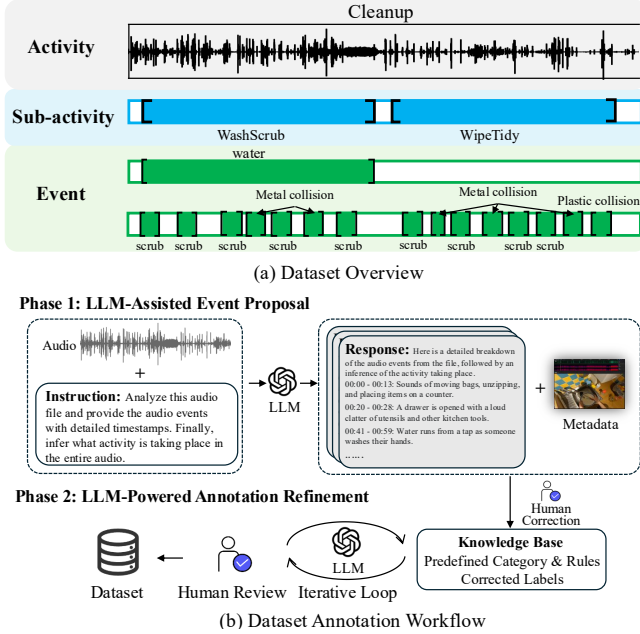 Cleanup
Activity
Sub-activity
WashScrub
WipeTidy
water
Event
Metal collision
Metal collision
Plastic collision
scrub
scrub
scrub
scrub
scrub
scrub
scrub
scrub
scrub
(a) Dataset Overview
Phase 1: LLM-Assisted Event Proposal
Audio
+
Instruction: Analyze this audio
file and provide the audio events
with detailed timestamps. Finally,
infer what activity is taking place in
the entire audio.
LLM
Response: Here is a detailed breakdown
of the audio events from the file, followed by an
inference of the activity taking place.
00:00 - 00:13: Sounds of moving bags, unzipping, and
placing items on a counter.
00:20 - 00:28: A drawer is opened with a loud
clatter of utensils and other kitchen tools.
00:41 - 00:59: Water runs from a tap as someone
washes their hands.
......
+
Metadata
Phase 2: LLM-Powered Annotation Refinement
Human
Correction
Dataset
Human Review
LLM
Iterative Loop
Knowledge Base
Predefined Category & Rules
Corrected Labels
(b) Dataset Annotation Workflow